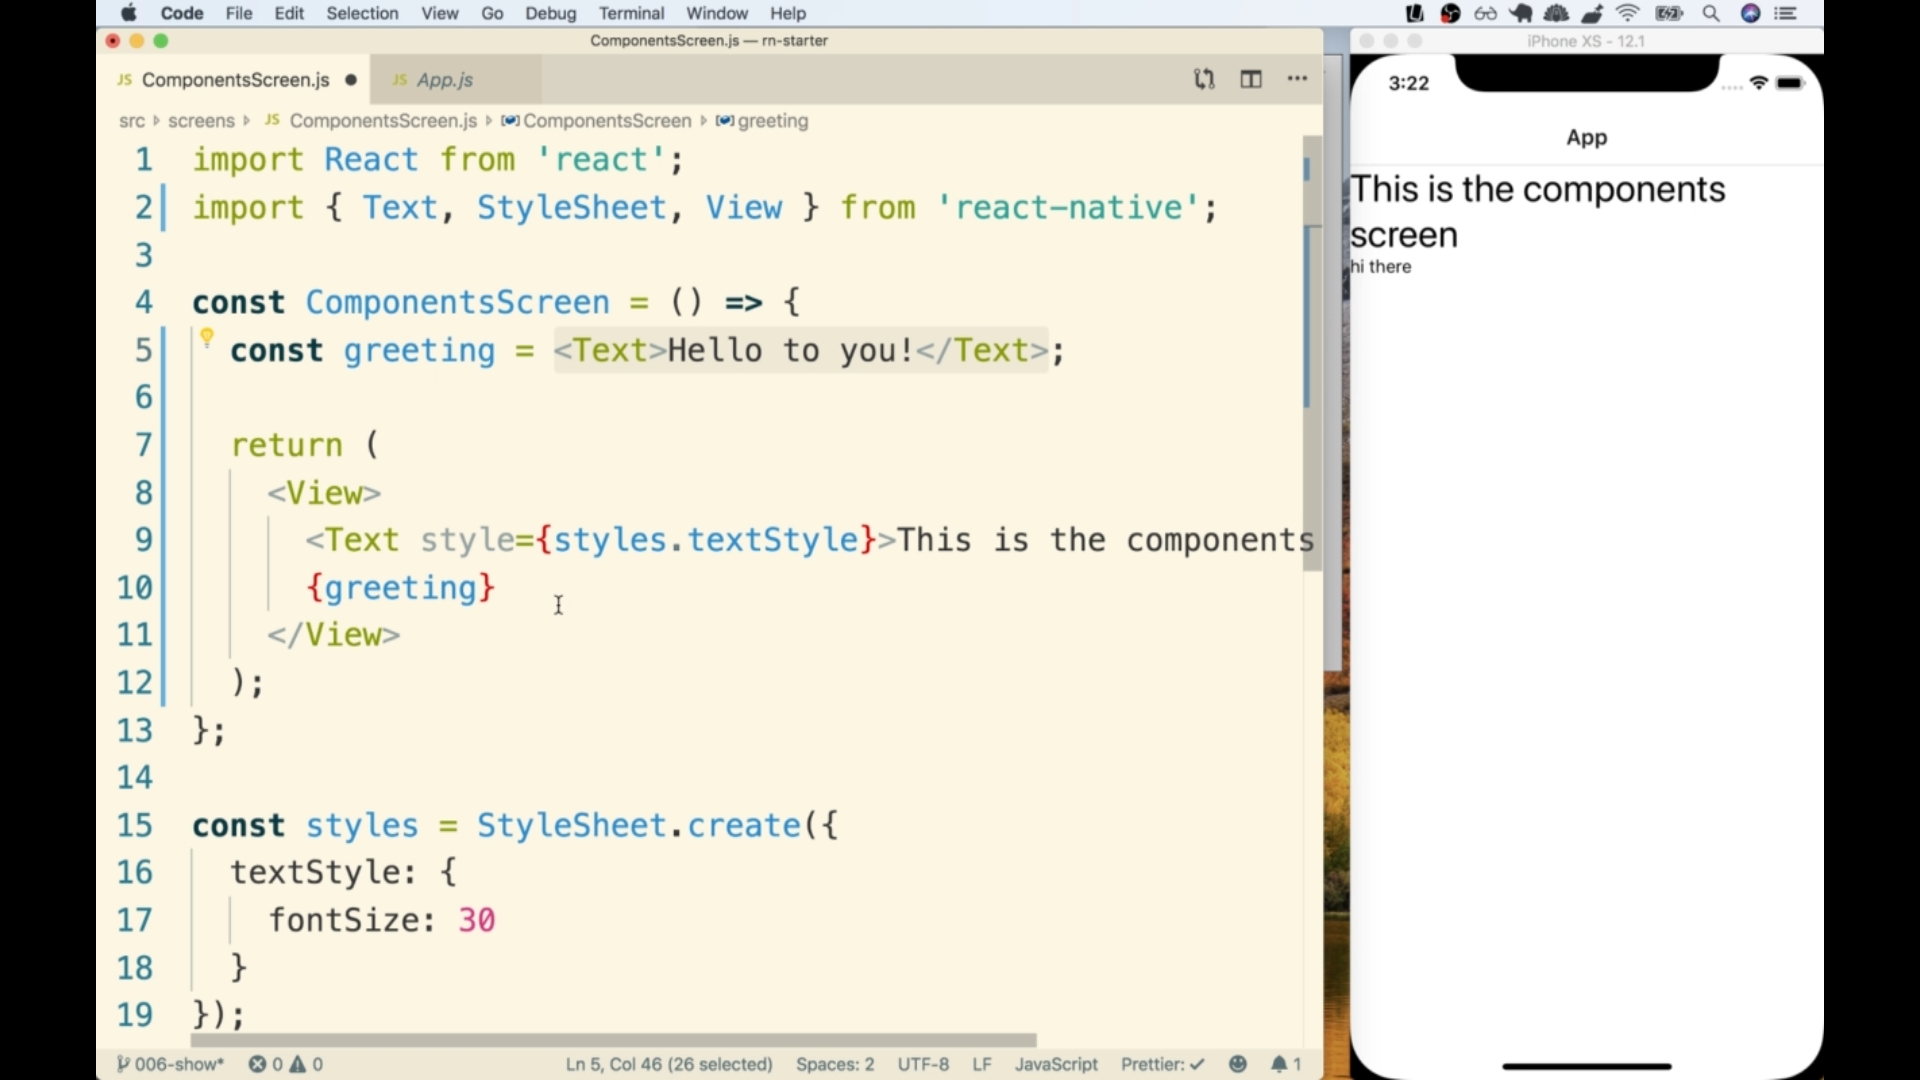 Code File Edit Selection View Go Debug Terminal Window Help
ComponentsScreen.js — rn-starter
JS ComponentsScreen.js JS App.js
src screens JS ComponentsScreen.js ComponentsScreen greeting
1 import React from 'react';
2 import { Text, StyleSheet, View } from 'react-native';
3
4 const ComponentsScreen = () => {
5 const greeting = <Text>Hello to you!</Text>;
6
7 return (
8 <View>
9 <Text style={styles.textStyle}>This is the components
10 {greeting}
11 </View>
12 );
13 };
14
15 const styles = StyleSheet.create({
16 textStyle: {
17 fontSize: 30
18 }
19 });
006-show* 0 0 Ln 5, Col 46 (26 selected) Spaces: 2 UTF-8 LF JavaScript Prettier: ✓ 1
iPhone XS - 12.1
3:22
App
This is the components
screen
hi there